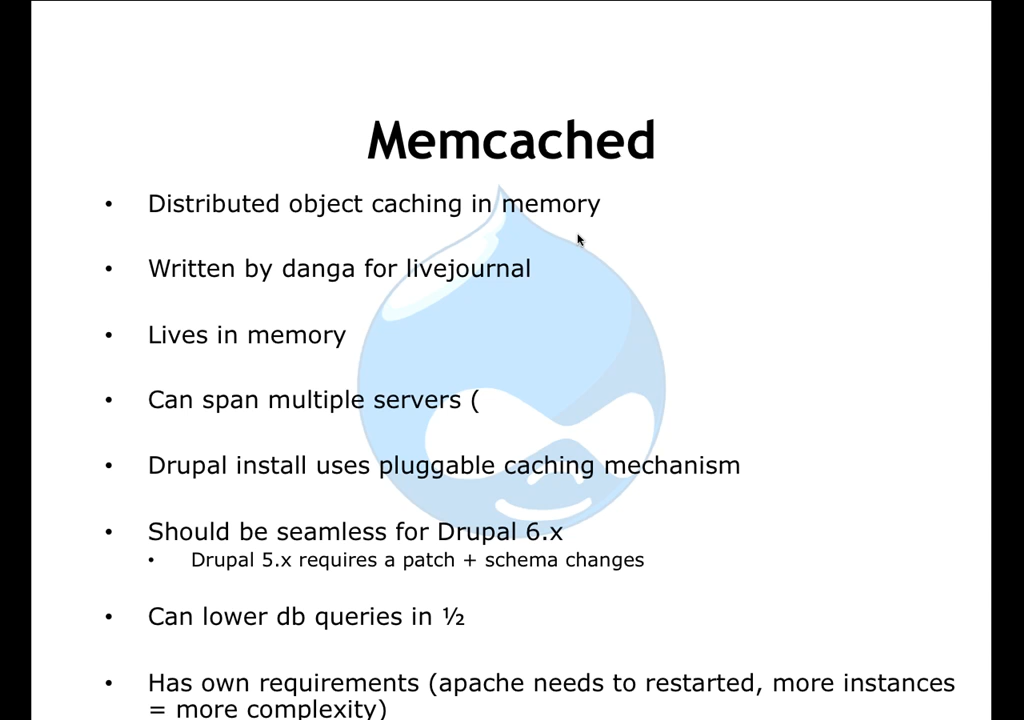 Memcached
• Distributed object caching in memory
• Written by danga for livejournal
• Lives in memory
• Can span multiple servers (
• Drupal install uses pluggable caching mechanism
• Should be seamless for Drupal 6.x
• Drupal 5.x requires a patch + schema changes
• Can lower db queries in ½
• Has own requirements (apache needs to restarted, more instances
= more complexity)